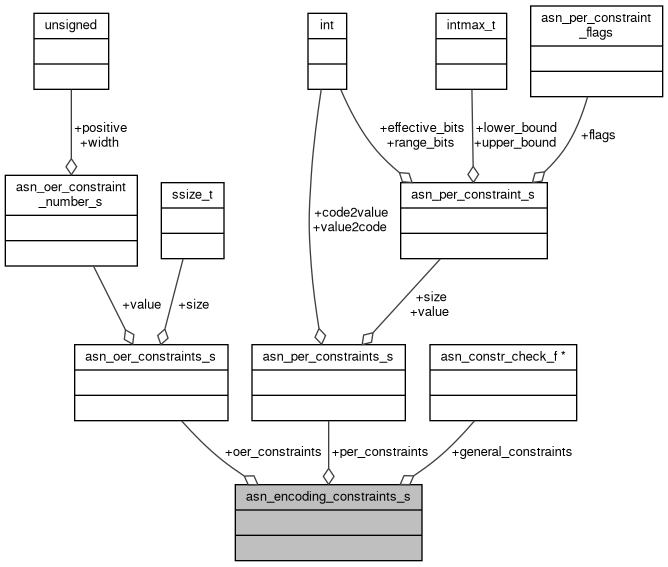 unsigned
int
intmax_t
asn_per_constraint
_flags
+positive
+width
+effective_bits
+range_bits
+lower_bound
+upper_bound
+flags
asn_oer_constraint
_number_s
ssize_t
asn_per_constraint_s
+code2value
+value2code
+value
+size
+size
+value
asn_oer_constraints_s
asn_per_constraints_s
asn_constr_check_f *
+oer_constraints
+per_constraints
+general_constraints
asn_encoding_constraints_s